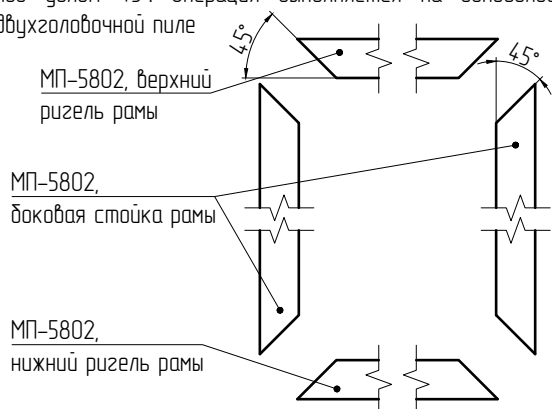 двухголовочной пиле
45°
45°
МП-5802, верхний
ригель рамы
МП-5802,
боковая стойка рамы
МП-5802,
нижний ригель рамы